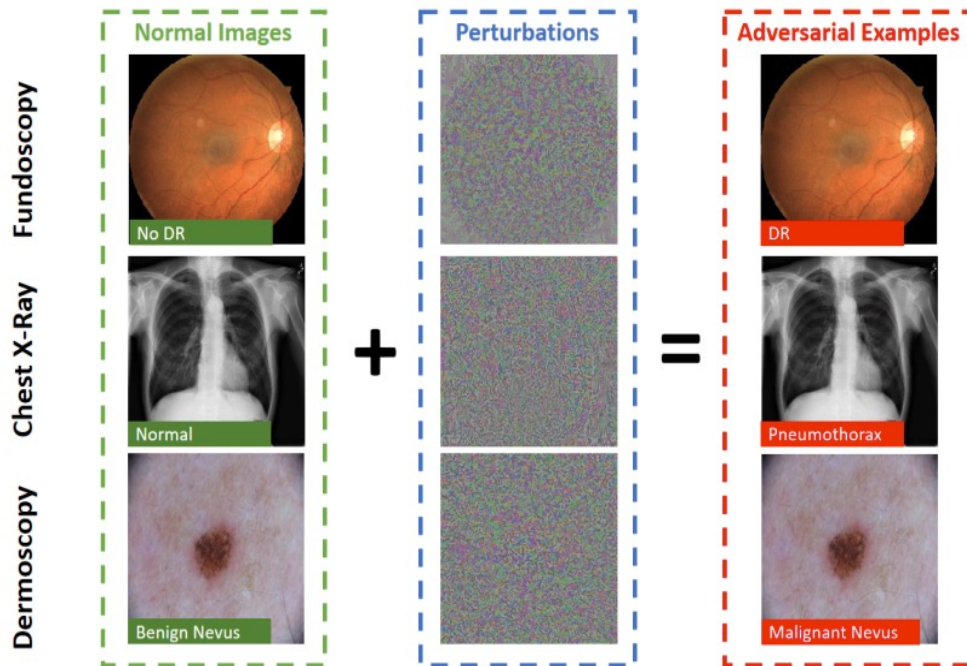 Normal Images
Perturbations
Adversarial Examples
Fundoscopy
No DR
DR
Chest X-Ray
+
=
Normal
Pneumothorax
Dermoscopy
Benign Nevus
Malignant Nevus